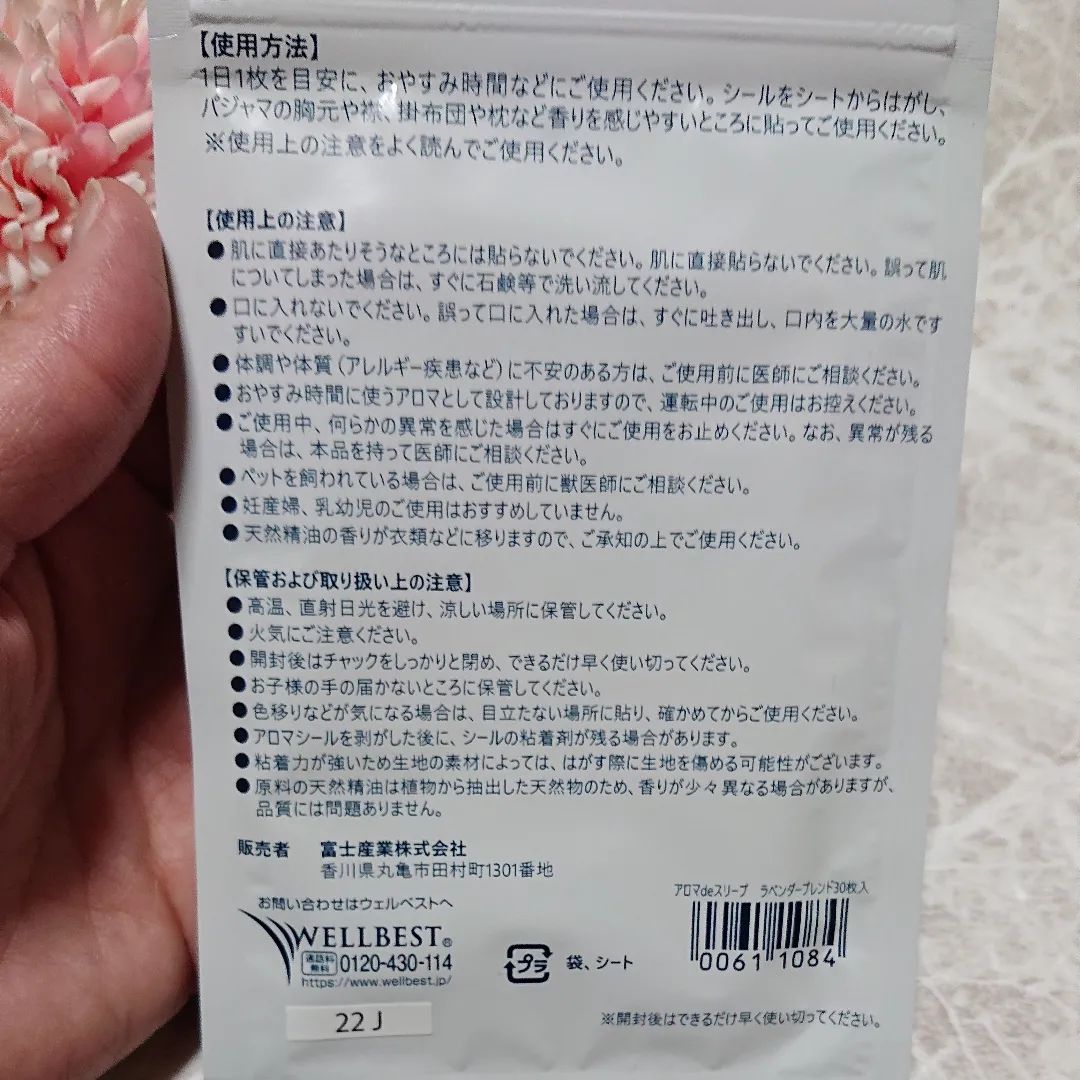 【使用方法】
1日1枚を目安に、おやすみ時間などにご使用ください。シールをシートからはがし、
パジャマの胸元や襟、掛布団や枕など香りを感じやすいところに貼ってご使用ください。
※使用上の注意をよく読んでご使用ください。
【使用上の注意】
●肌に直接あたりそうなところには貼らないでください。肌に直接貼らないでください。誤って肌
についてしまった場合は、すぐに石鹸等で洗い流してください。
●口に入れないでください。誤って口に入れた場合は、すぐに吐き出し、口内を大量の水です
すいでください。
●体調や体質(アレルギー疾患など)に不安のある方は、ご使用前に医師にご相談ください。
●おやすみ時間に使うアロマとして設計しておりますので、運転中のご使用はお控えください。
●ご使用中、何らかの異常を感じた場合はすぐにご使用をお止めください。なお、異常が残る
場合は、本品を持って医師にご相談ください。
●ペットを飼われている場合は、ご使用前に獣医師にご相談ください。
●妊産婦、乳幼児のご使用はおすすめしていません。
●天然精油の香りが衣類などに移りますので、ご承知の上でご使用ください。
【保管および取り扱い上の注意】
●高温、直射日光を避け、涼しい場所に保管してください。
●火気にご注意ください。
●開封後はチャックをしっかりと閉め、できるだけ早く使い切ってください。
●お子様の手の届かないところに保管してください。
●色移りなどが気になる場合は、目立たない場所に貼り、確かめてからご使用ください。
●アロマシールを剥がした後に、シールの粘着剤が残る場合があります。
●粘着力が強いため生地の素材によっては、はがす際に生地を傷める可能性がございます。
●原料の天然精油は植物から抽出した天然物のため、香りが少々異なる場合がありますが、
品質には問題ありません。
販売者 富士産業株式会社
香川県丸亀市田村町1301番地
お問い合わせはウェルベストへ
WELLBEST®
通話料無料 0120-430-114
https://www.wellbest.jp/
22J
プラ 袋、シート
アロマdeスリープ ラベンダーブレンド30枚入
0061 1084
※開封後はできるだけ早く使い切ってください。